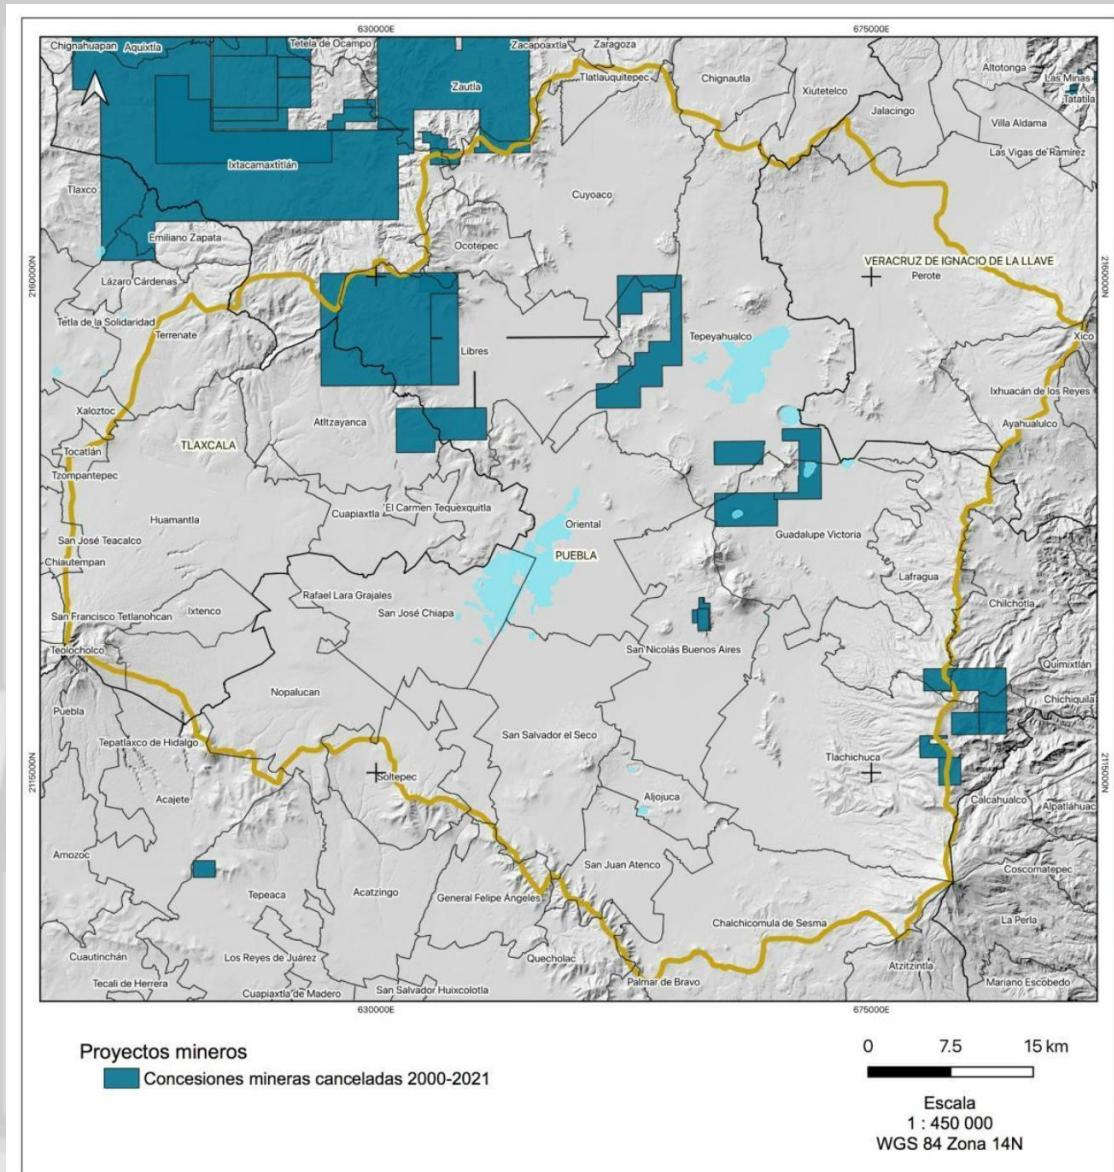 630000E
675000E
Chignahuapan
Aquixtla
Tetela de Ocampo
Zacapoaxtla
Zaragoza
Tlatlauquitepec
Chignautla
Altotonga
Las Minas
Tatatila
Zautla
Xiutetelco
Jalacingo
Villa Aldama
Las Vigas de Ramírez
Ixtacamaxtitlán
Tlaxco
Cuyoaco
Emiliano Zapata
Ocotepec
VERACRUZ DE IGNACIO DE LA LLAVE
Perote
2160000N
2160000N
Lázaro Cárdenas
Tetla de la Solidaridad
Terrenate
Tepeyahualco
Xico
Libres
Ixhuacán de los Reyes
Xaloztoc
Atltzayanca
Ayahualulco
TLAXCALA
Tocatlán
Tzompantepec
Huamantla
Cuapiaxtla
El Carmen Tequexquitla
Oriental
Guadalupe Victoria
San José Teacalco
PUEBLA
Chiautempan
Lafragua
Rafael Lara Grajales
Chilchotla
San Francisco Tetlanohcan
Ixtenco
San José Chiapa
Teolocholco
San Nicolás Buenos Aires
Quimixtlán
Nopalucan
Chichiquila
Puebla
San Salvador el Seco
Tepatlaxco de Hidalgo
Tlachichuca
2115000N
2115000N
Soltepec
Acajete
Aljojuca
Calcahualco
Alpatláhuac
Amozoc
San Juan Atenco
Coscomatepec
Tepeaca
Acatzingo
General Felipe Ángeles
Chalchicomula de Sesma
La Perla
Cuautinchán
Los Reyes de Juárez
Quecholac
Atzitzintla
Tecali de Herrera
Cuapiaxtla de Madero
San Salvador Huixcolotla
Palmar de Bravo
Mariano Escobedo
630000E
675000E
Proyectos mineros
Concesiones mineras canceladas 2000-2021
0 7.5 15 km
Escala
1 : 450 000
WGS 84 Zona 14N